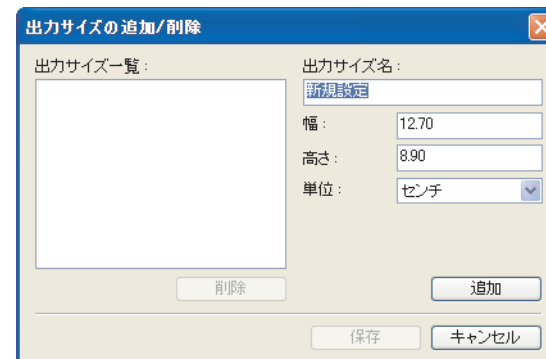 出力サイズの追加/削除
出力サイズ一覧:
出力サイズ名:
新規設定
幅:
12.70
高さ:
8.90
単位:
センチ
削除
追加
保存
キャンセル